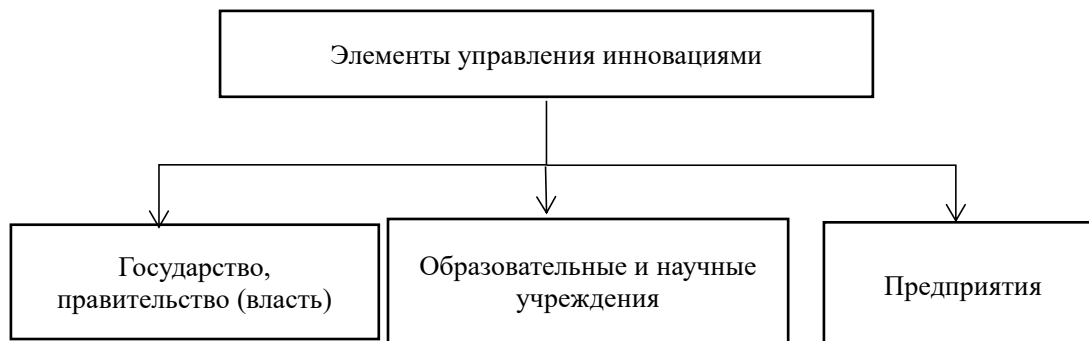 Элементы управления инновациями
Государство,
правительство (власть)
Образовательные и научные
учреждения
Предприятия